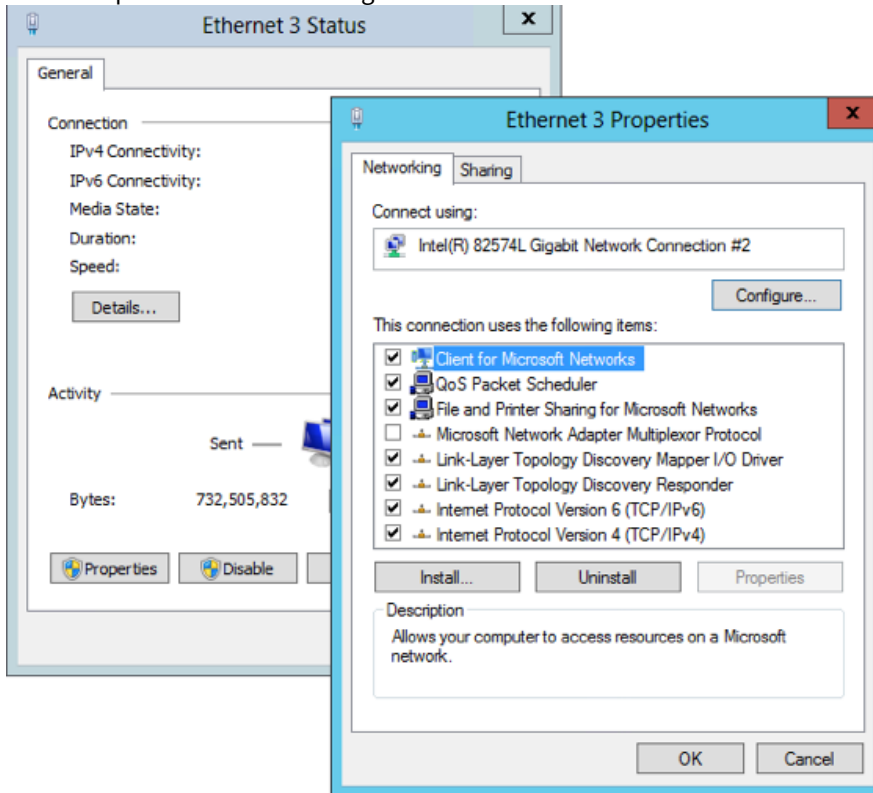 Ethernet 3 Status
x
General
Connection
IPv4 Connectivity:
IPv6 Connectivity:
Media State:
Duration:
Speed:
Details...
Activity
Sent
Bytes: 732,505,832
Properties
Disable
Ethernet 3 Properties
x
Networking
Sharing
Connect using:
Intel(R) 82574L Gigabit Network Connection #2
Configure...
This connection uses the following items:
Client for Microsoft Networks
QoS Packet Scheduler
File and Printer Sharing for Microsoft Networks
Microsoft Network Adapter Multiplexor Protocol
Link-Layer Topology Discovery Mapper I/O Driver
Link-Layer Topology Discovery Responder
Internet Protocol Version 6 (TCP/IPv6)
Internet Protocol Version 4 (TCP/IPv4)
Install...
Uninstall
Properties
Description
Allows your computer to access resources on a Microsoft
network.
OK
Cancel